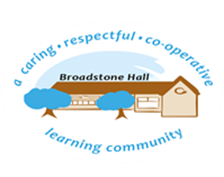 a caring • respectful • co-operative
Broadstone Hall
learning community